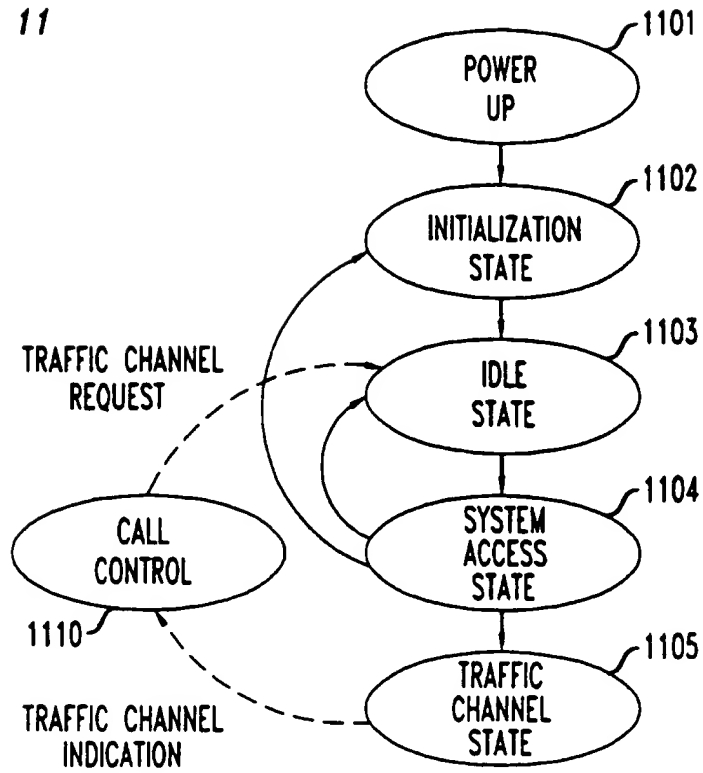 11
1101
POWER
UP
1102
INITIALIZATION
STATE
1103
TRAFFIC CHANNEL
REQUEST
IDLE
STATE
1104
CALL
CONTROL
SYSTEM
ACCESS
STATE
1110
1105
TRAFFIC
CHANNEL
STATE
TRAFFIC CHANNEL
INDICATION